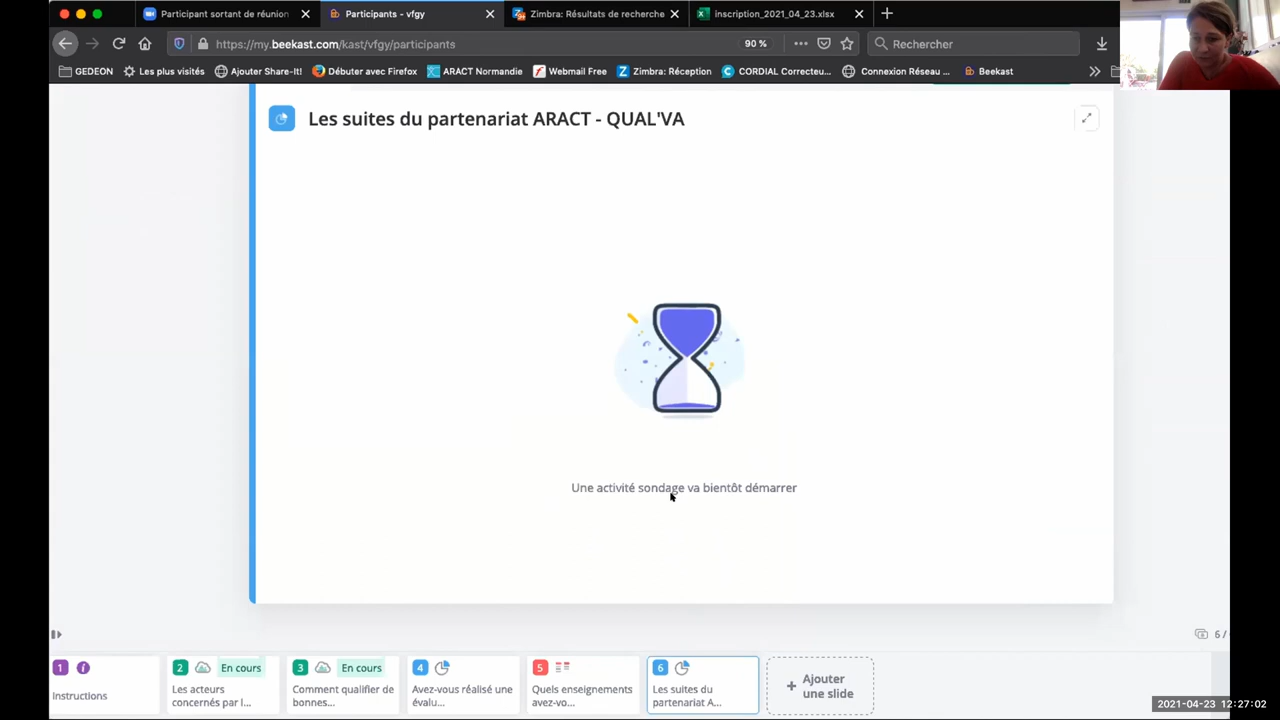 Participant sortant de réunion
Participants - vfgy
Zimbra: Résultats de recherche
inscription_2021_04_23.xlsx
https://my.beekast.com/kast/vfgy/participants
90 %
Rechercher
GEDEON
Les plus visités
Ajouter Share-It!
Débuter avec Firefox
ARACT Normandie
Webmail Free
Zimbra: Réception
CORDIAL Correcteu...
Connexion Réseau ...
Beekast
Les suites du partenariat ARACT - QUAL'VA
Une activité sondage va bientôt démarrer
6 /
1
Instructions
2 En cours
Les acteurs
concernés par l...
3 En cours
Comment qualifier de
bonnes...
4
Avez-vous réalisé une
évalu...
5
Quels enseignements
avez-vo...
6
Les suites du
partenariat A...
+ Ajouter
une slide
2021-04-23 12:27:02